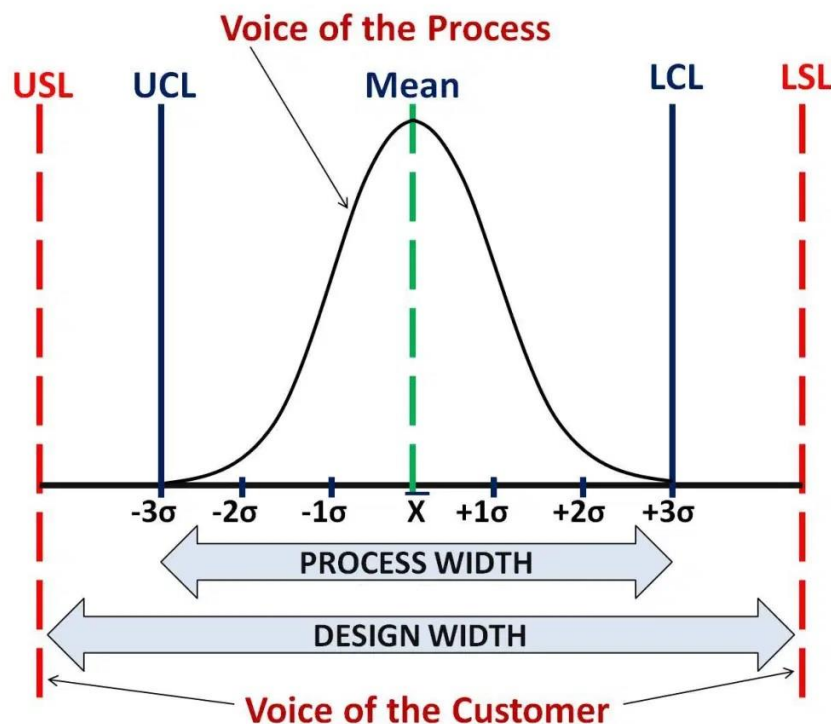 Voice of the Process
USL UCL Mean LCL LSL
-3σ -2σ -1σ X̅ +1σ +2σ +3σ
PROCESS WIDTH
DESIGN WIDTH
Voice of the Customer